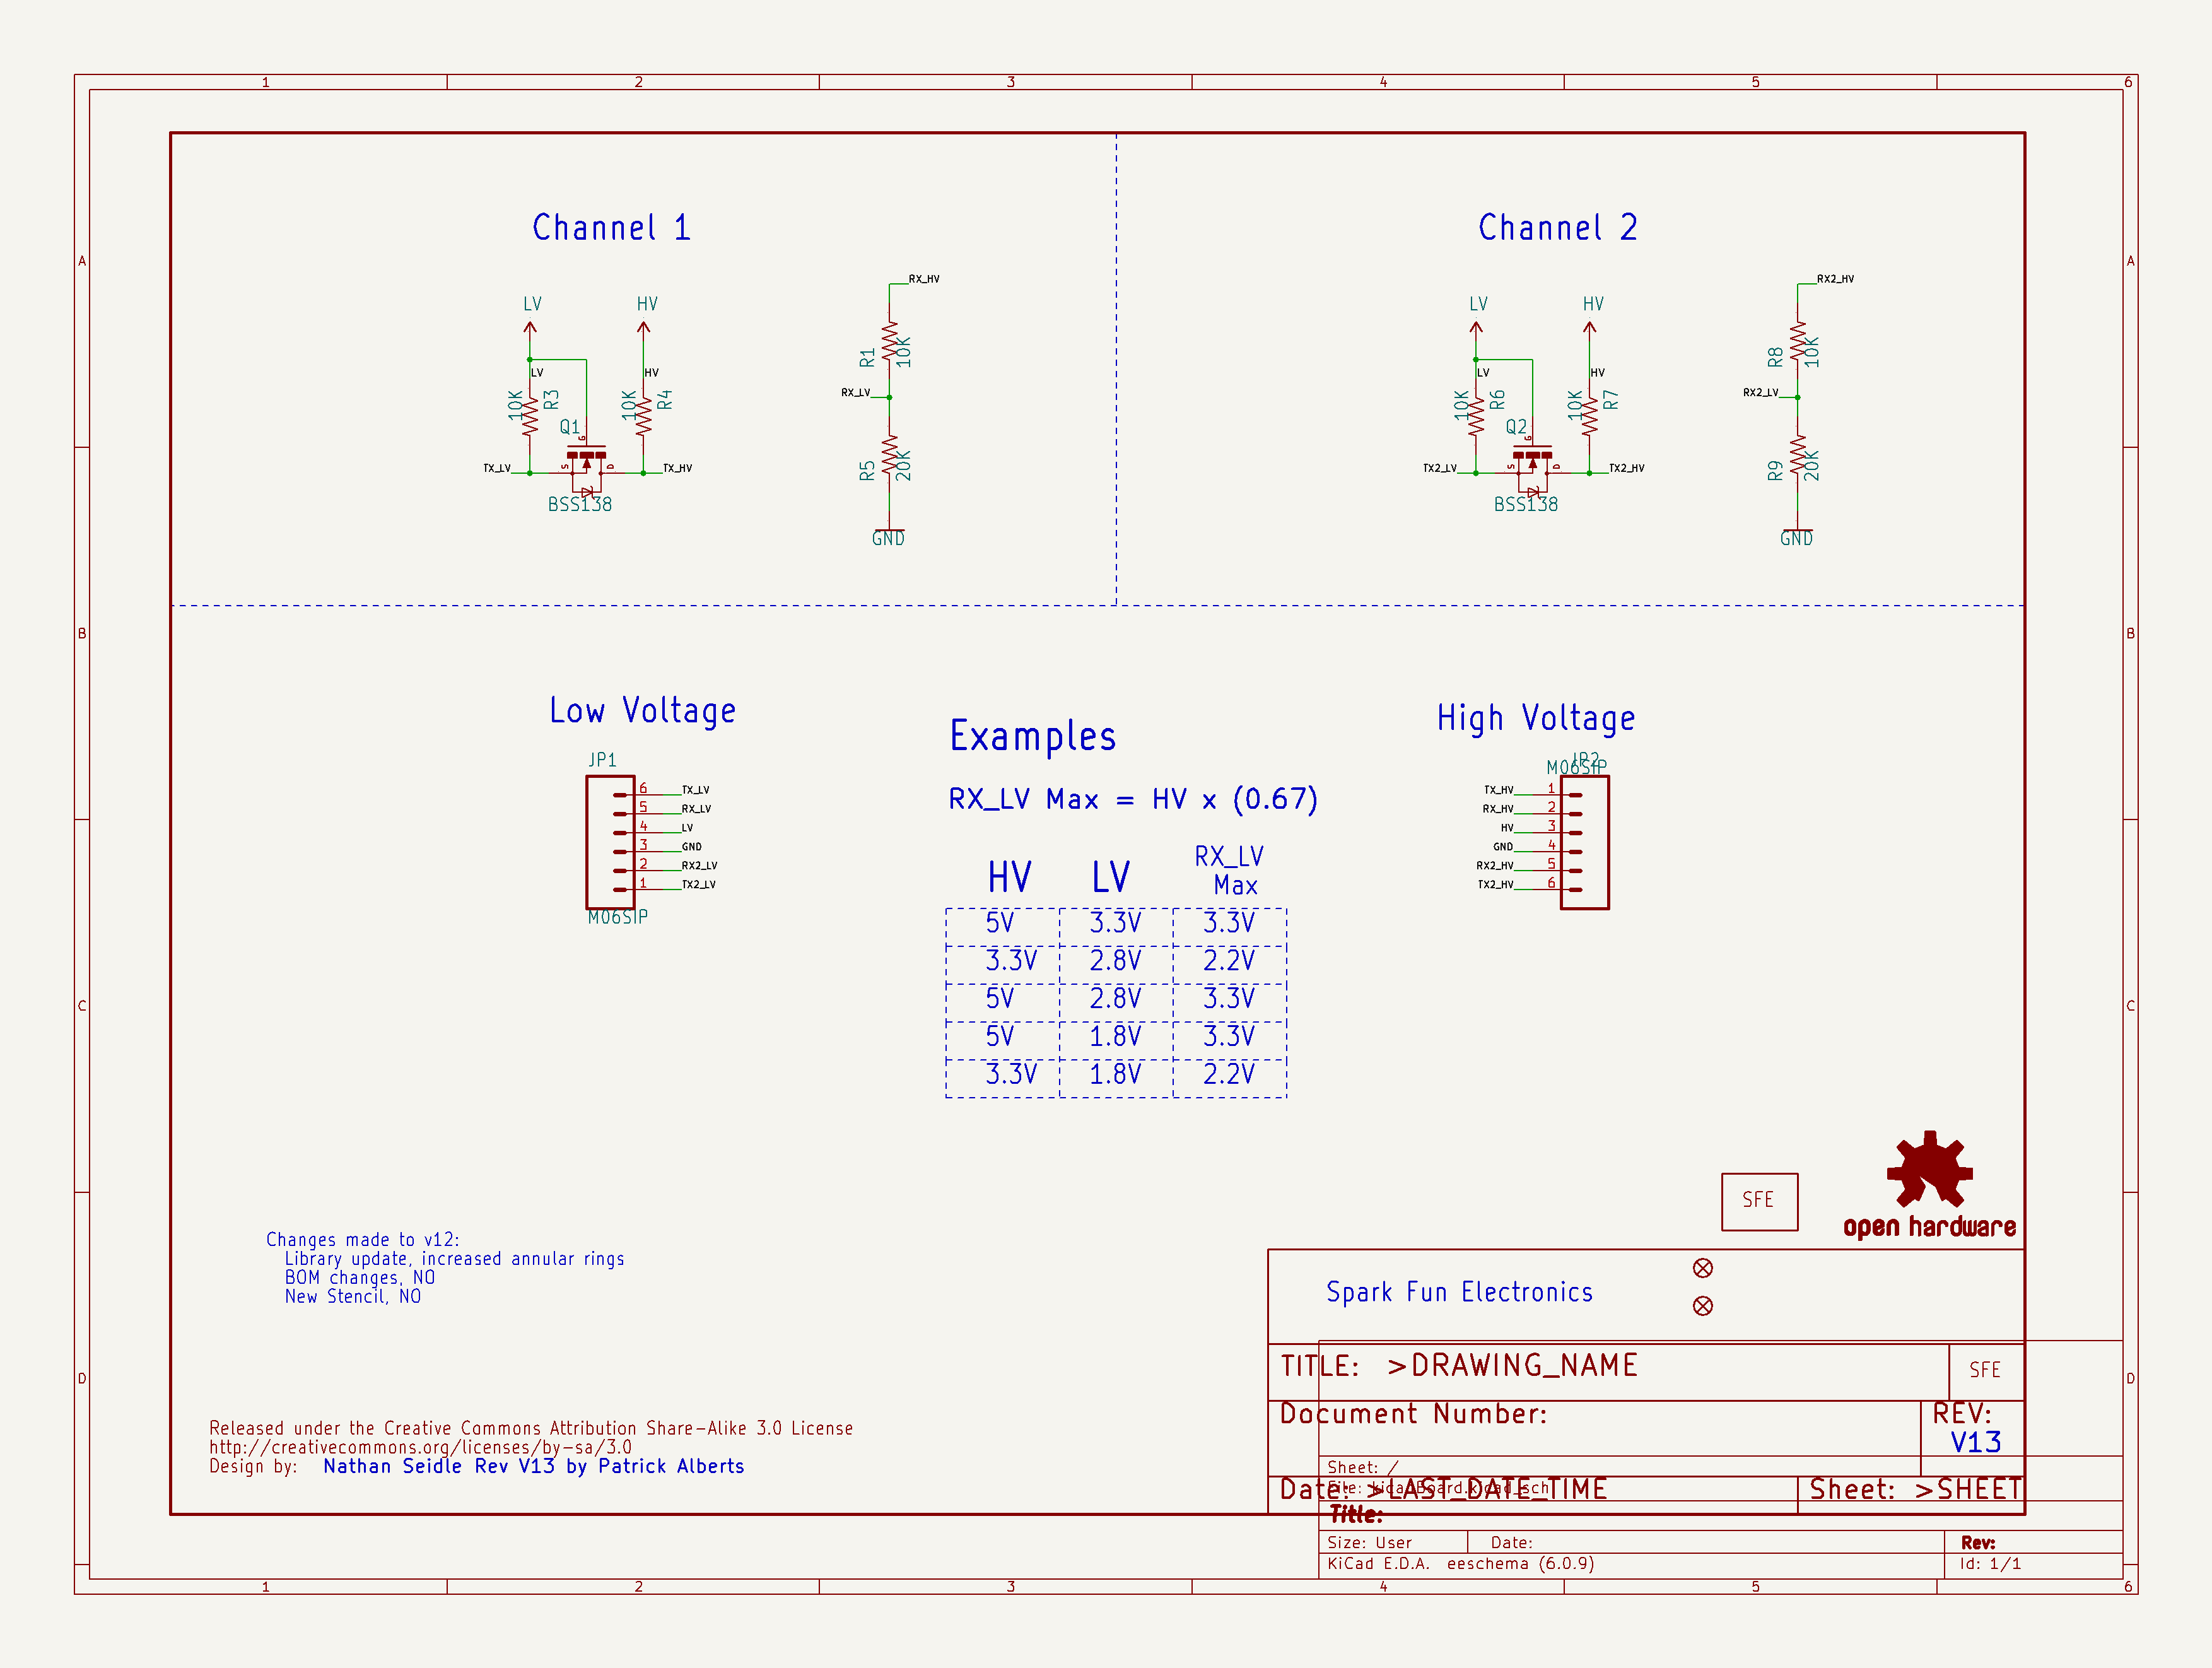 1 2 3 4 5 6
A A
B B
C C
D D
Channel 1
LV HV
LV HV
10K R3 10K R4
Q1
G
S D
TX_LV TX_HV
BSS138
RX_HV
R1 10K
RX_LV
R5 20K
GND
Channel 2
LV HV
LV HV
10K R6 10K R7
Q2
G
S D
TX2_LV TX2_HV
BSS138
RX2_HV
R8 10K
RX2_LV
R9 20K
GND
Low Voltage
JP1
6 TX_LV
5 RX_LV
4 LV
3 GND
2 RX2_LV
1 TX2_LV
M06SIP
Examples
RX_LV Max = HV x (0.67)
HV LV RX_LV Max
5V 3.3V 3.3V
3.3V 2.8V 2.2V
5V 2.8V 3.3V
5V 1.8V 3.3V
3.3V 1.8V 2.2V
High Voltage
JP2
M06SIP
TX_HV 1
RX_HV 2
HV 3
GND 4
RX2_HV 5
TX2_HV 6
Changes made to v12:
Library update, increased annular rings
BOM changes, NO
New Stencil, NO
Released under the Creative Commons Attribution Share-Alike 3.0 License
http://creativecommons.org/licenses/by-sa/3.0
Design by: Nathan Seidle Rev V13 by Patrick Alberts
SFE
open hardware
Spark Fun Electronics
TITLE: >DRAWING_NAME
SFE
Document Number:
REV:
V13
Sheet: /
File: kicadBoard.kicad_sch
Date: >LAST_DATE_TIME
Sheet: >SHEET
Title:
Size: User Date: Rev:
KiCad E.D.A. eeschema (6.0.9) Id: 1/1
1 2 3 4 5 6